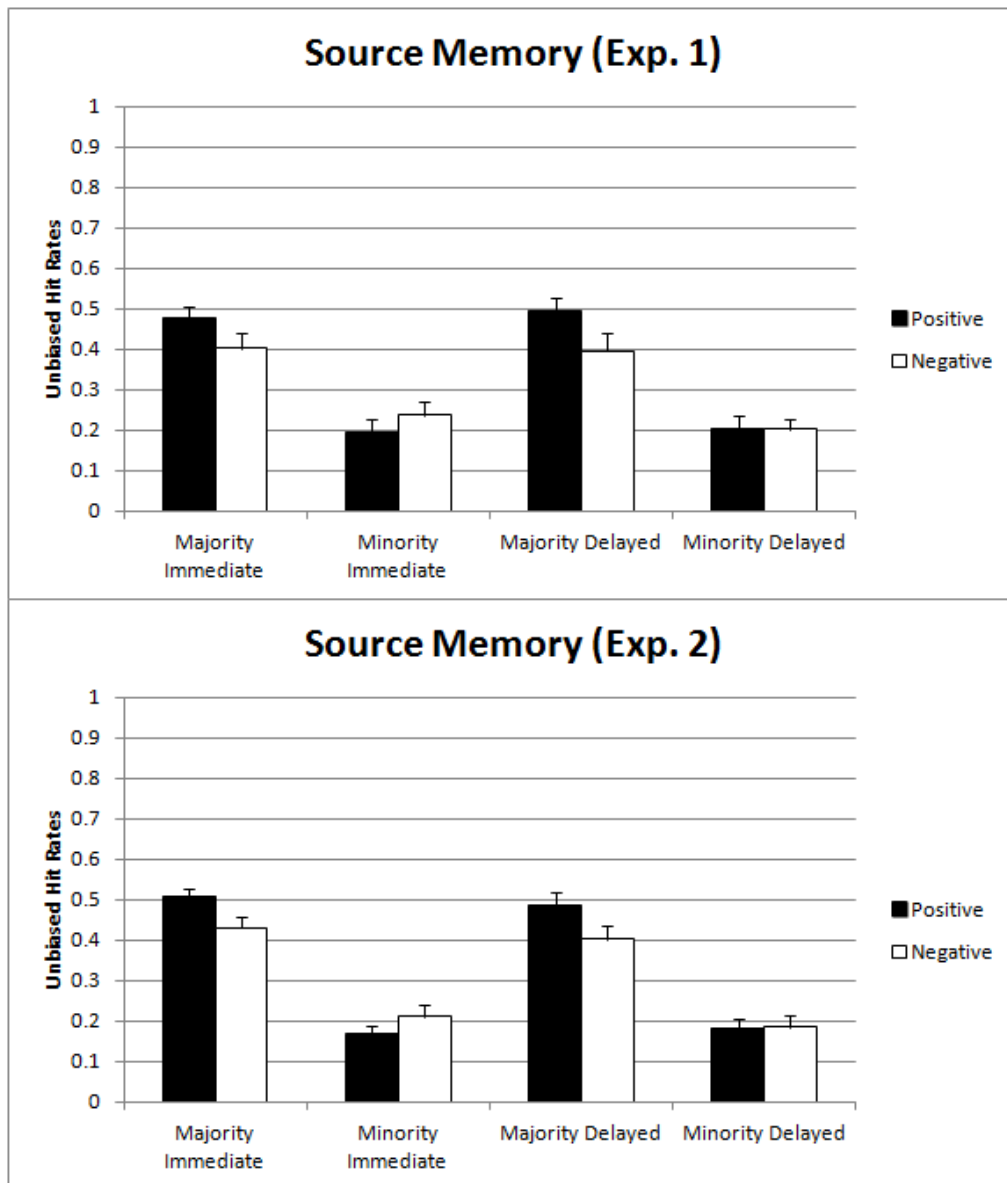 Source Memory (Exp. 1)
Unbiased Hit Rates
1
0.9
0.8
0.7
0.6
0.5
0.4
0.3
0.2
0.1
0
Majority Immediate
Minority Immediate
Majority Delayed
Minority Delayed
Positive
Negative
Source Memory (Exp. 2)
Unbiased Hit Rates
1
0.9
0.8
0.7
0.6
0.5
0.4
0.3
0.2
0.1
0
Majority Immediate
Minority Immediate
Majority Delayed
Minority Delayed
Positive
Negative